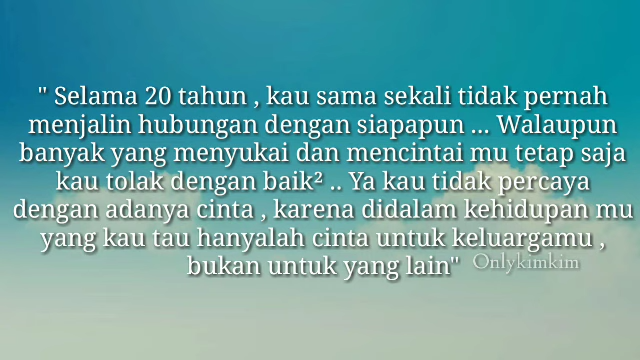 " Selama 20 tahun , kau sama sekali tidak pernah
menjalin hubungan dengan siapapun ... Walaupun
banyak yang menyukai dan mencintai mu tetap saja
kau tolak dengan baik² .. Ya kau tidak percaya
dengan adanya cinta , karena didalam kehidupan mu
yang kau tau hanyalah cinta untuk keluargamu ,
bukan untuk yang lain" Onlykimkim